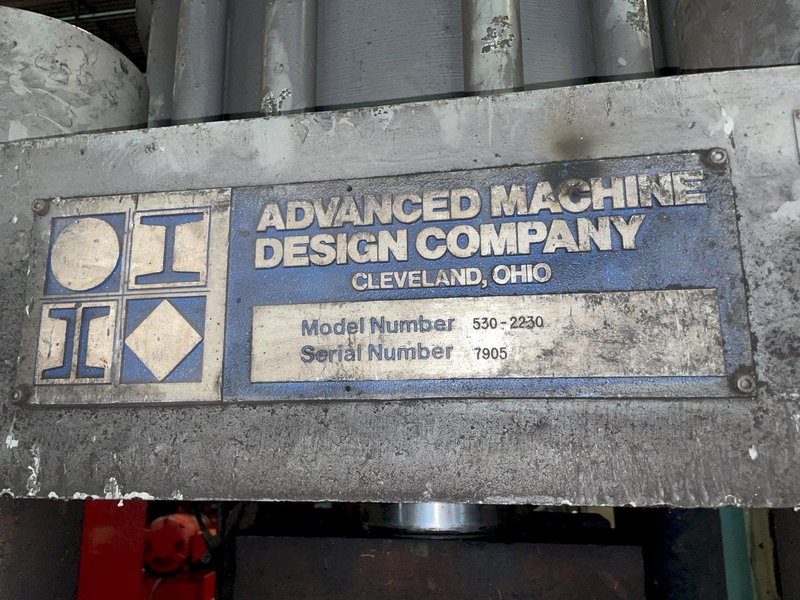 ADVANCED MACHINE
DESIGN COMPANY
CLEVELAND, OHIO
Model Number 530-2230
Serial Number 7905